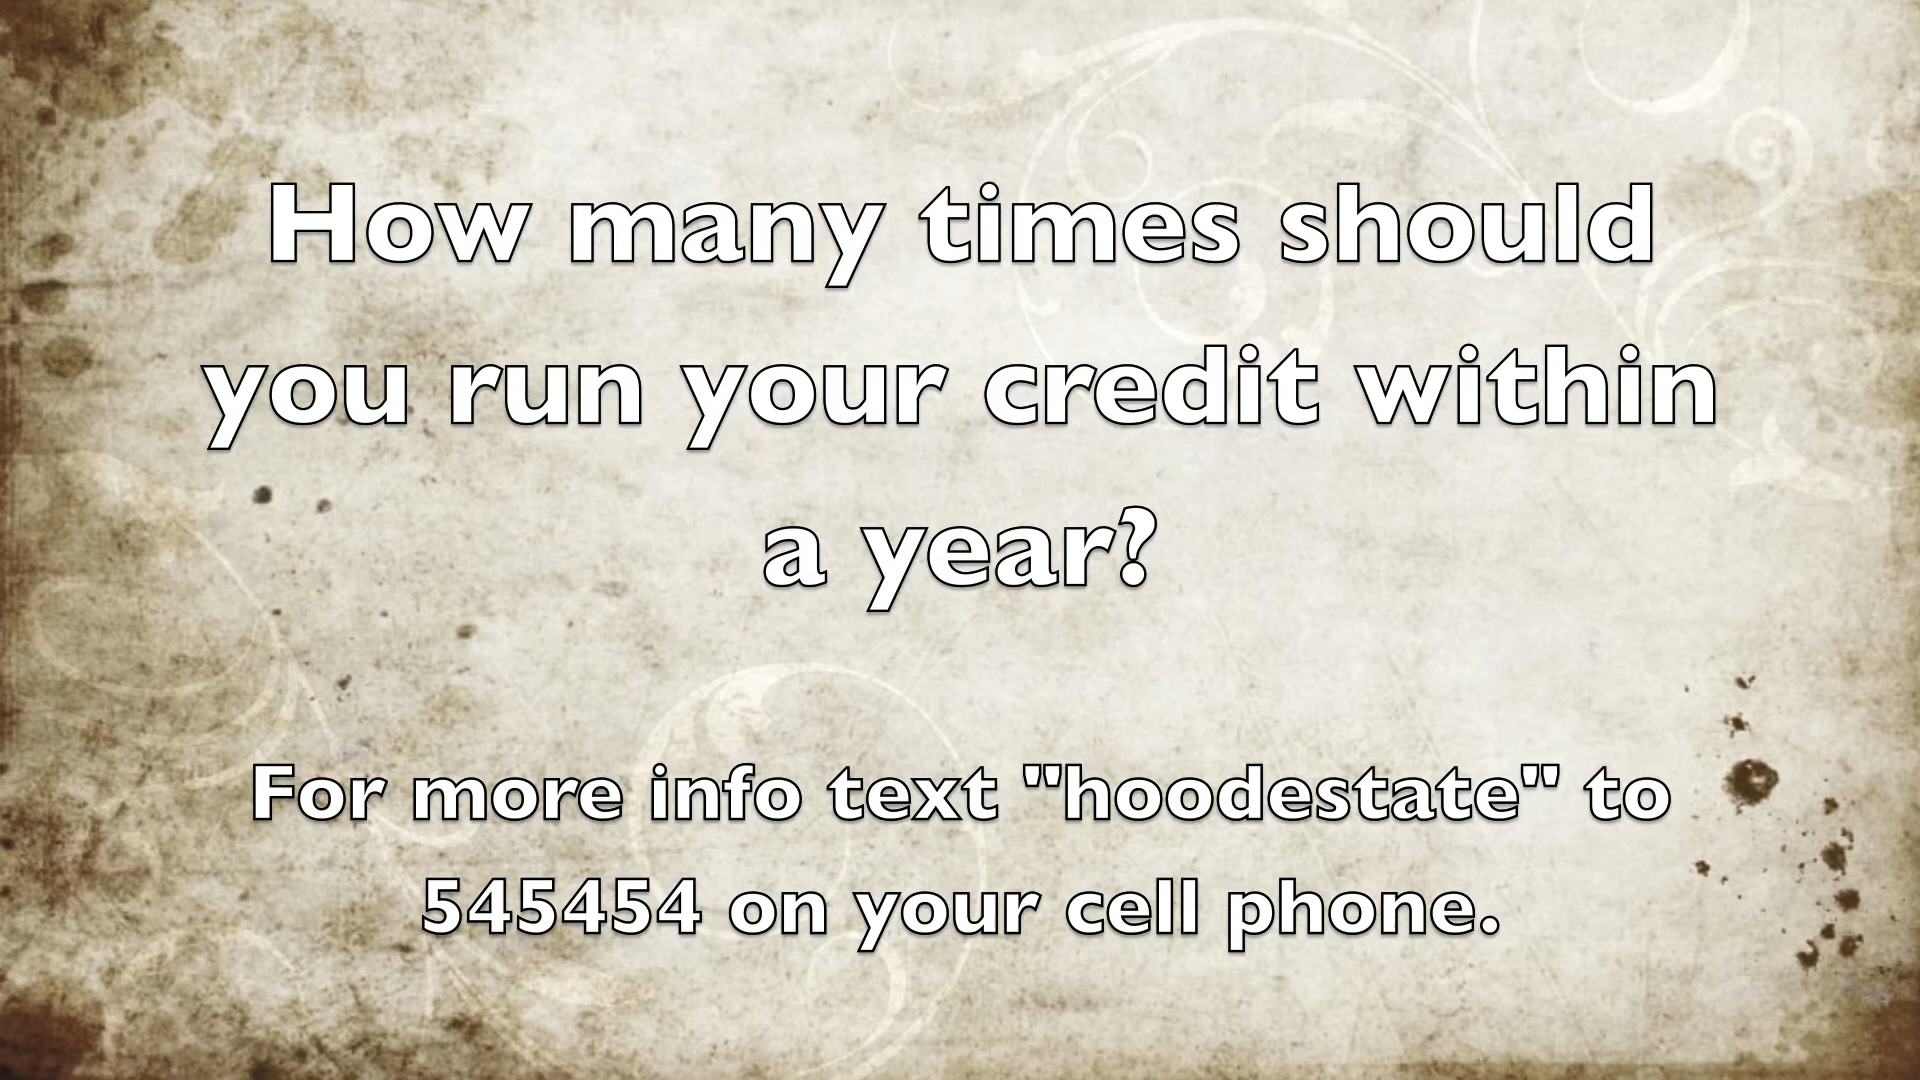 How many times should
you run your credit within
a year?
For more info text "hoodestate" to
545454 on your cell phone.